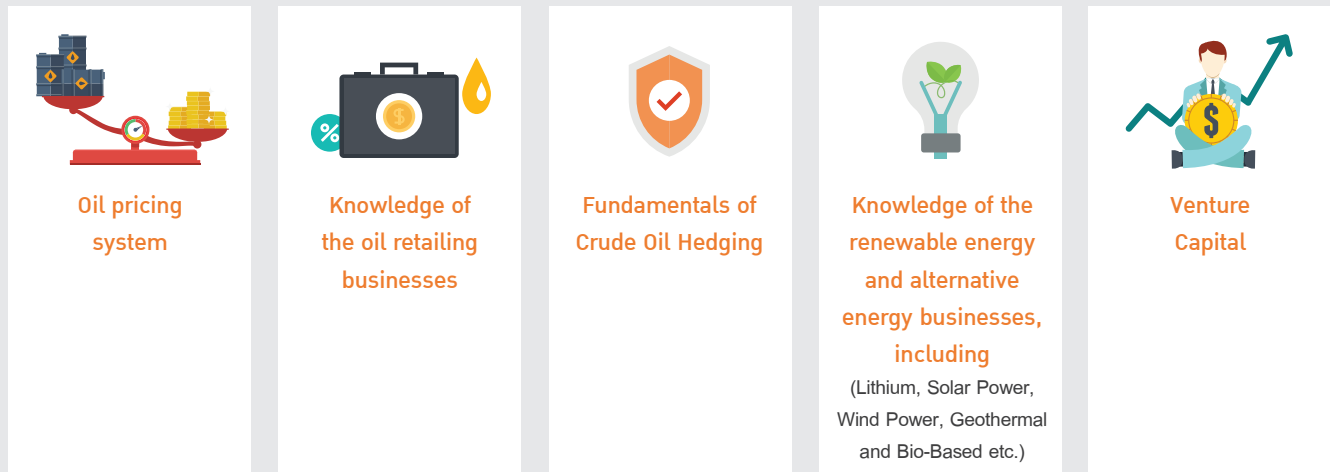 Oil pricing
system
Knowledge of
the oil retailing
businesses
Fundamentals of
Crude Oil Hedging
Knowledge of the
renewable energy
and alternative
energy businesses,
including
(Lithium, Solar Power,
Wind Power, Geothermal
and Bio-Based etc.)
Venture
Capital
%
$
$